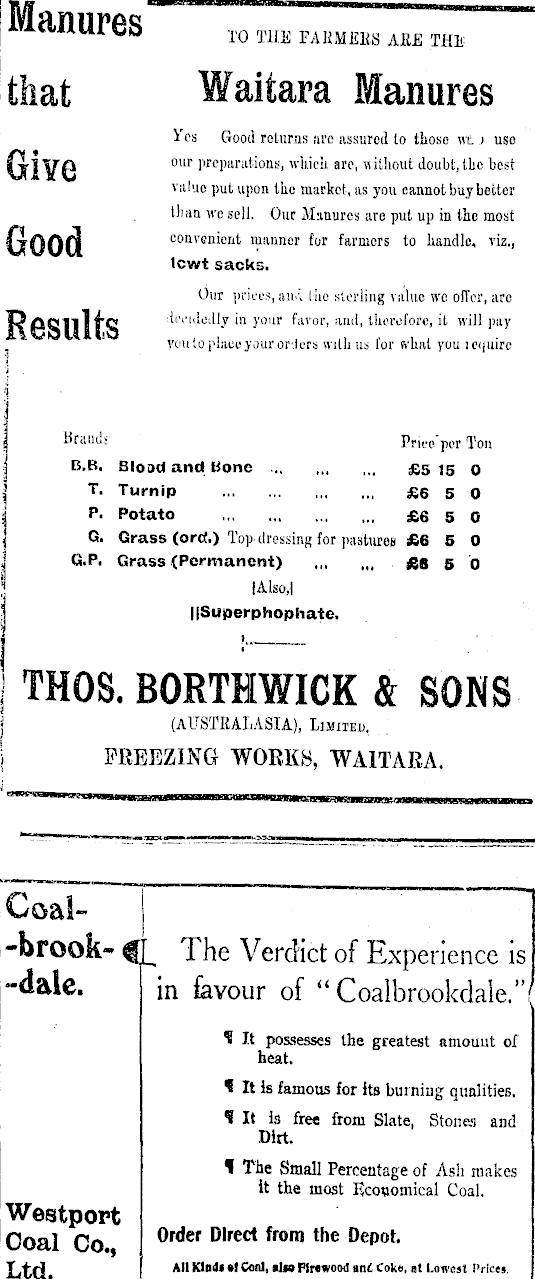 Manures
that
Give
Good
Results
TO THE FARMERS ARE THE
Waitara Manures
Yes Good returns are assured to those use
our preparations, which are, without doubt, the best
value put upon the market, as you cannot buy better
than we sell. Our Manures are put up in the most
convenient manner for farmers to handle, viz.,
1cwt sacks.
Our prices, and the sterling value we offer, are
decidedly in your favor, and, therefore, it will pay
you to place your orders with us for what you require
Brands Price per Ton
B.B. Blood and Bone ... ... ... £5 15 0
T. Turnip ... ... ... ... £6 5 0
P. Potato ... ... ... ... £6 5 0
G. Grass (ord.) Top dressing for pastures £6 5 0
G.P. Grass (Permanent) ... ... 5 0
Also,
Superphophate.
THOS. BORTHWICK & SONS
(AUSTRALASIA), LIMITED,
FREEZING WORKS, WAITARA.
Coal-
-brook-
-dale.
Westport
Coal Co.,
Ltd.
The Verdict of Experience is
in favour of "Coalbrookdale."
¶ It possesses the greatest amount of
heat.
¶ It is famous for its burning qualities.
¶ It is free from Slate, Stones and
Dirt.
¶ The Small Percentage of Ash makes
it the most Economical Coal.
Order Direct from the Depot.
All Kinds of Coal, also Firewood and Coke, at Lowest Prices.